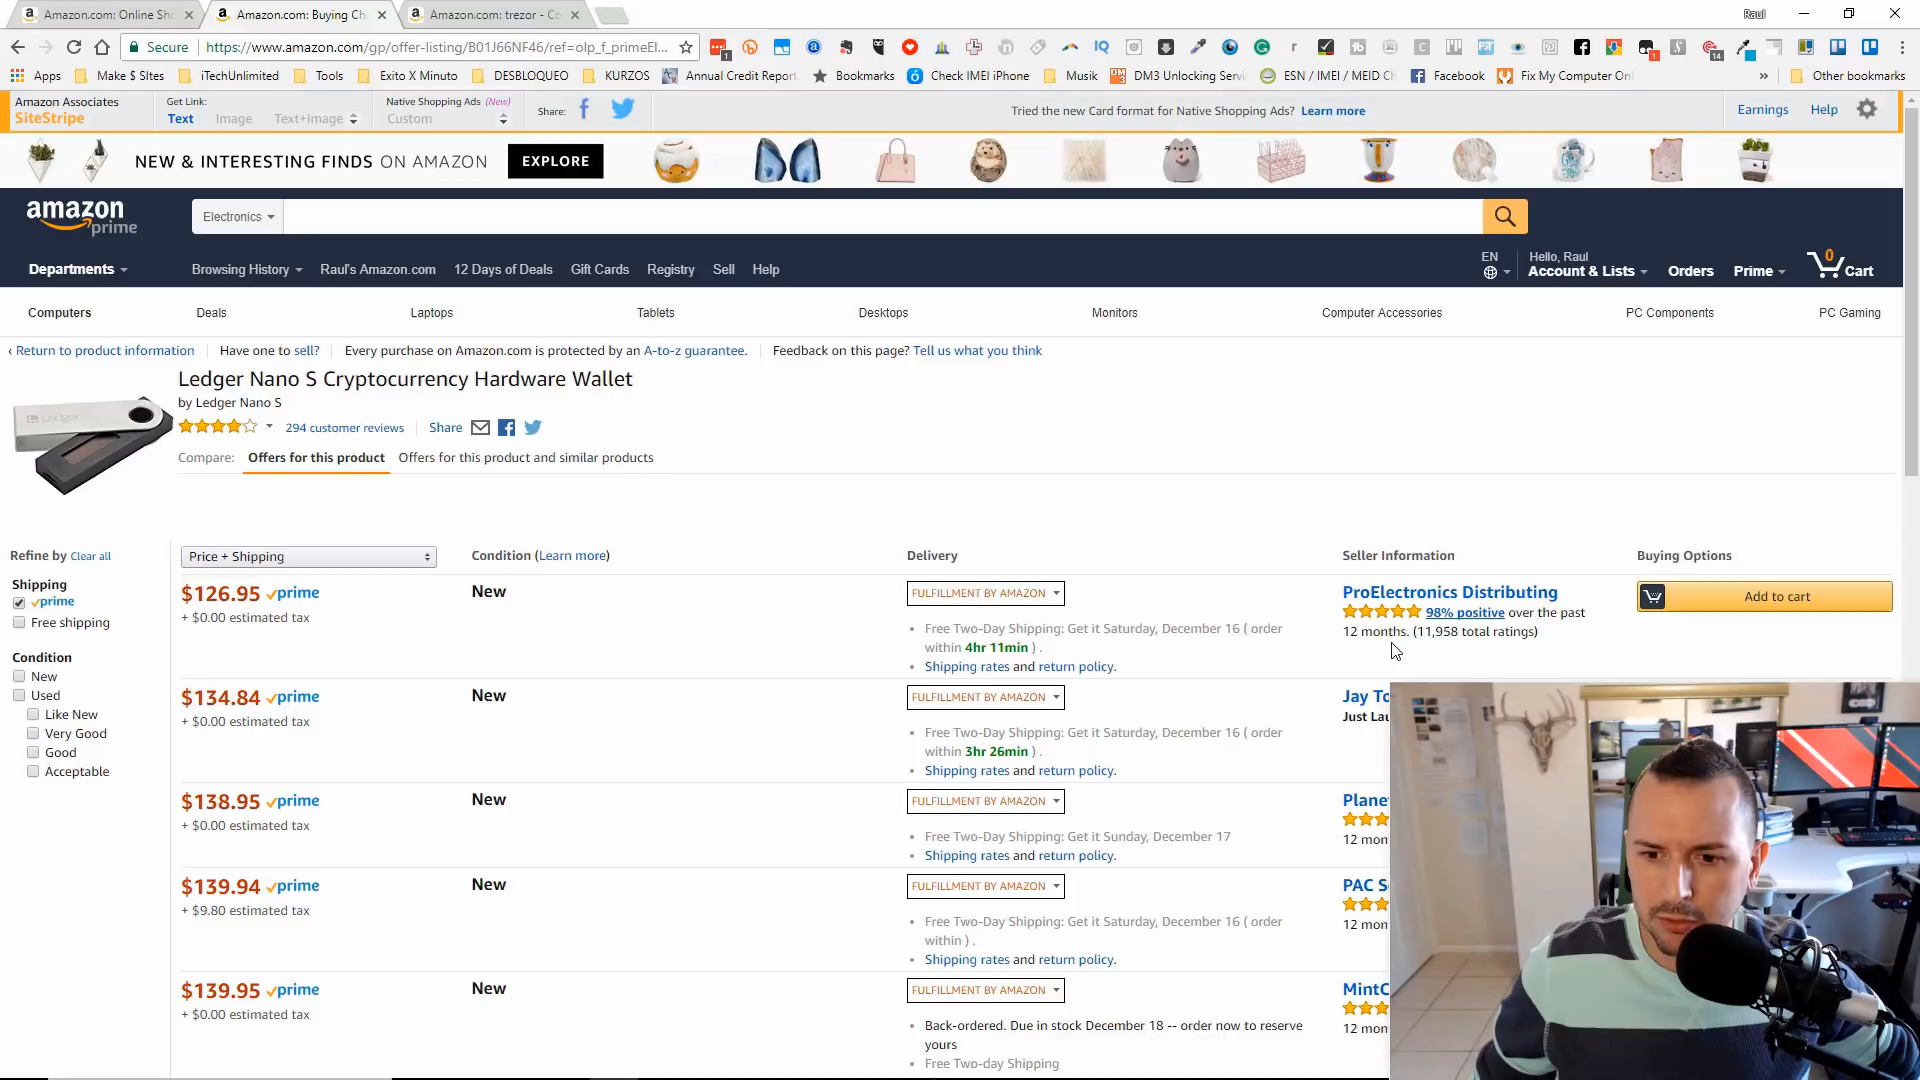 Amazon.com: Online Sho
Amazon.com: Buying Ch
Amazon.com: trezor - Co
Raul
Secure
https://www.amazon.com/gp/offer-listing/B01J66NF46/ref=olp_f_primeEl...
Apps
Make $ SItes
iTechUnlimited
Tools
Exito X Minuto
DESBLOQUEO
KURZOS
Annual Credit Report
Bookmarks
Check IMEI iPhone
Musik
DM3 Unlocking Servi
ESN / IMEI / MEID Ch
Facebook
Fix My Computer Onl
Other bookmarks
Amazon Associates
SiteStripe
Get Link:
Text
Image
Text+Image
Native Shopping Ads (New)
Custom
Share:
Tried the new Card format for Native Shopping Ads? Learn more
Earnings
Help
NEW & INTERESTING FINDS ON AMAZON
EXPLORE
amazon
prime
Electronics
Departments
Browsing History
Raul's Amazon.com
12 Days of Deals
Gift Cards
Registry
Sell
Help
EN
Hello, Raul
Account & Lists
Orders
Prime
0
Cart
Computers
Deals
Laptops
Tablets
Desktops
Monitors
Computer Accessories
PC Components
PC Gaming
‹ Return to product information
Have one to sell?
Every purchase on Amazon.com is protected by an A-to-z guarantee.
Feedback on this page? Tell us what you think
Ledger Nano S Cryptocurrency Hardware Wallet
by Ledger Nano S
294 customer reviews
Share
Compare:
Offers for this product
Offers for this product and similar products
Refine by Clear all
Shipping
prime
Free shipping
Condition
New
Used
Like New
Very Good
Good
Acceptable
Price + Shipping
Condition (Learn more)
Delivery
Seller Information
Buying Options
$126.95 prime
+ $0.00 estimated tax
New
FULFILLMENT BY AMAZON
Free Two-Day Shipping: Get it Saturday, December 16 ( order
within 4hr 11min ) .
Shipping rates and return policy.
ProElectronics Distributing
98% positive over the past
12 months. (11,958 total ratings)
Add to cart
$134.84 prime
+ $0.00 estimated tax
New
FULFILLMENT BY AMAZON
Free Two-Day Shipping: Get it Saturday, December 16 ( order
within 3hr 26min ) .
Shipping rates and return policy.
Jay To
Just Lau
$138.95 prime
+ $0.00 estimated tax
New
FULFILLMENT BY AMAZON
Free Two-Day Shipping: Get it Sunday, December 17
Shipping rates and return policy.
Plane
12 mon
$139.94 prime
+ $9.80 estimated tax
New
FULFILLMENT BY AMAZON
Free Two-Day Shipping: Get it Saturday, December 16 ( order
within ) .
Shipping rates and return policy.
PAC S
12 mon
$139.95 prime
+ $0.00 estimated tax
New
FULFILLMENT BY AMAZON
Back-ordered. Due in stock December 18 -- order now to reserve
yours
Free Two-day Shipping
MintC
12 mon